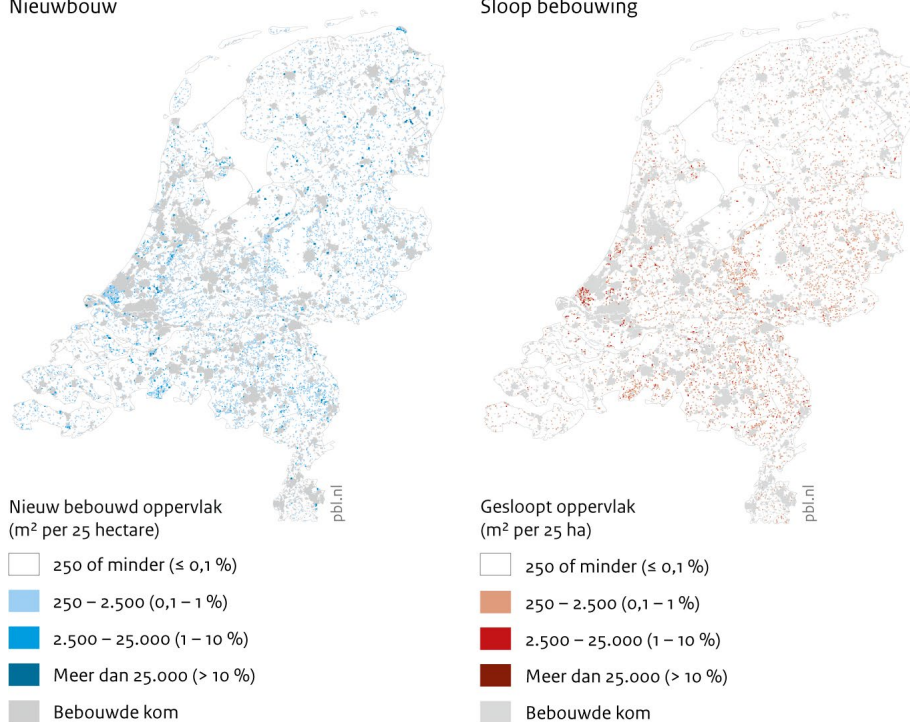 Nieuwbouw
Nieuw bebouwd oppervlak
(m² per 25 hectare)
250 of minder (≤ 0,1 %)
250 – 2.500 (0,1 – 1 %)
2.500 – 25.000 (1 – 10 %)
Meer dan 25.000 (> 10 %)
Bebouwde kom
pbl.nl
Sloop bebouwing
Gesloopt oppervlak
(m² per 25 ha)
250 of minder (≤ 0,1 %)
250 – 2.500 (0,1 – 1 %)
2.500 – 25.000 (1 – 10 %)
Meer dan 25.000 (> 10 %)
Bebouwde kom
pbl.nl